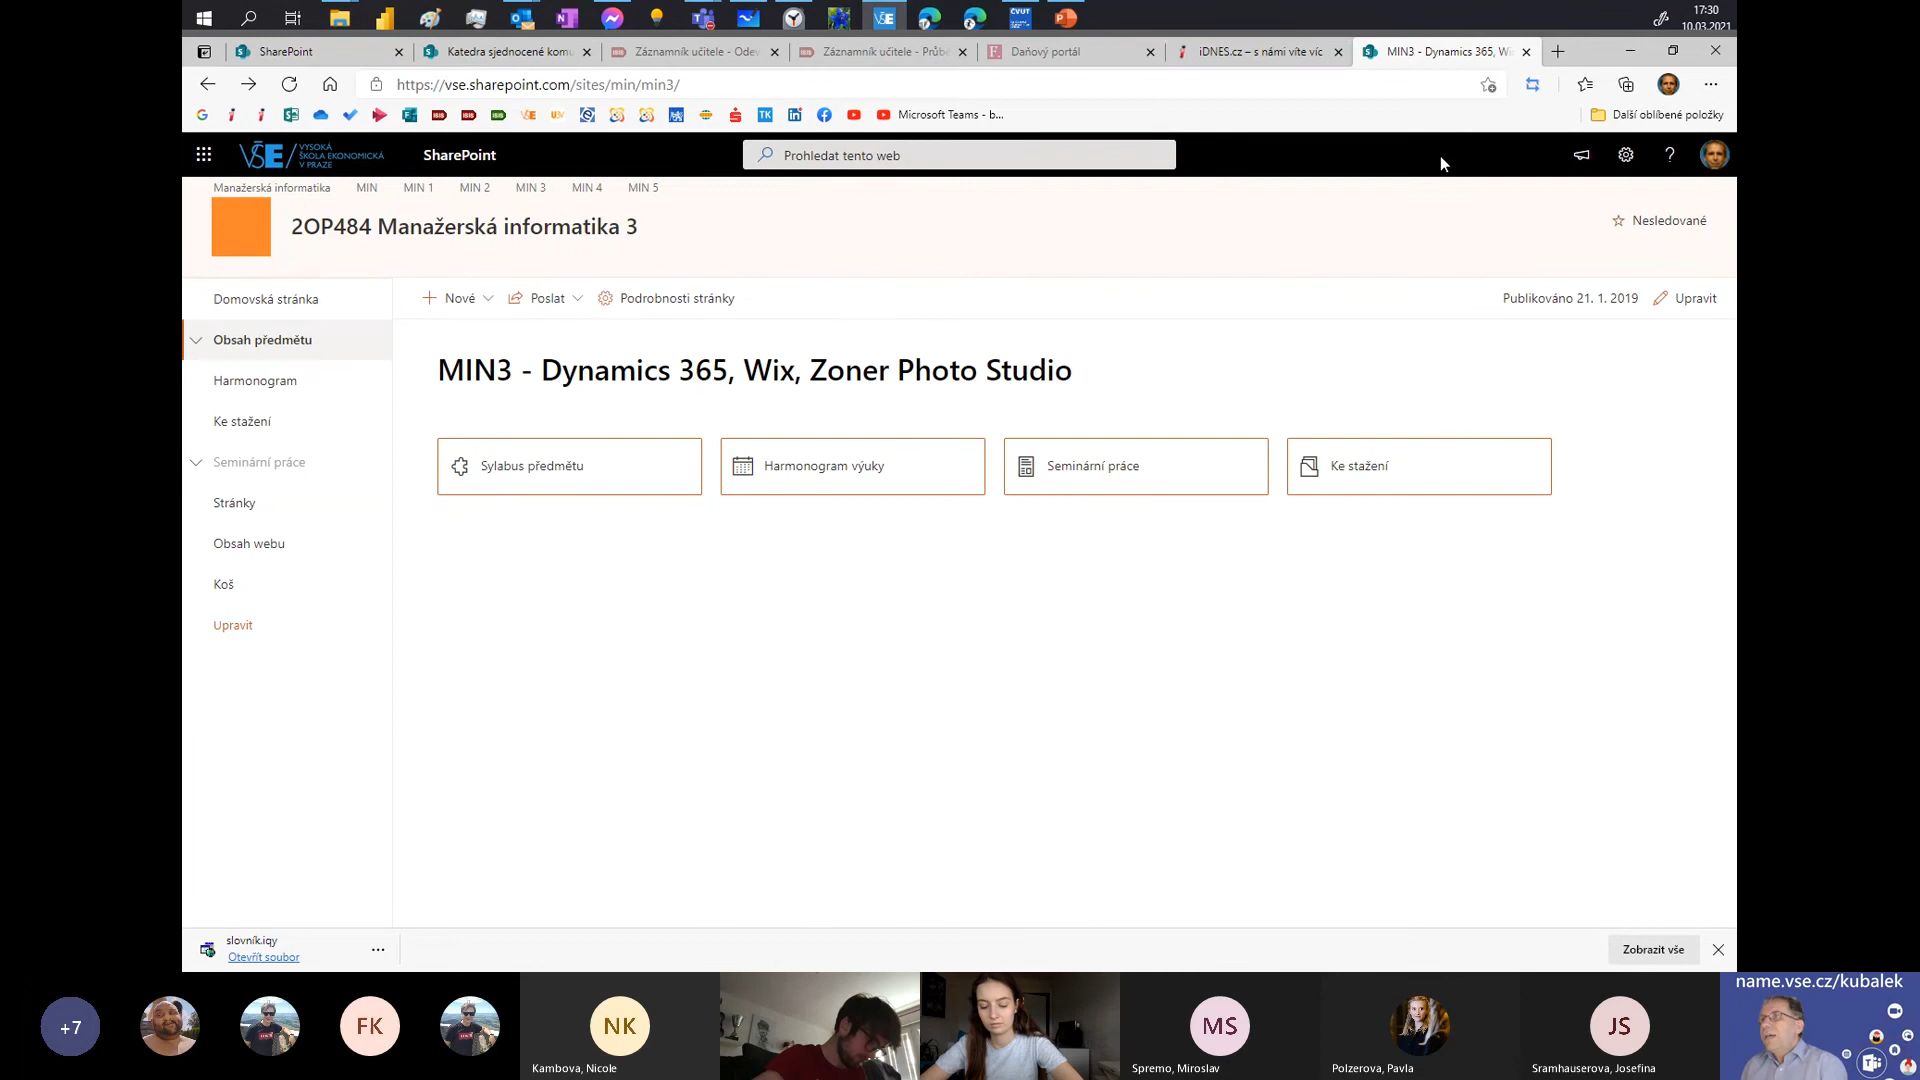 17:30
10.03.2021
SharePoint
Katedra sjednocené komu
Záznamník učitele - Odev
Záznamník učitele - Průbě
Daňový portál
iDNES.cz – s námi víte víc
MIN3 - Dynamics 365, Wi
https://vse.sharepoint.com/sites/min/min3/
Microsoft Teams - b...
Další oblíbené položky
VŠE / VYSOKÁ ŠKOLA EKONOMICKÁ V PRAZE
SharePoint
Prohledat tento web
Manažerská informatika
MIN
MIN 1
MIN 2
MIN 3
MIN 4
MIN 5
2OP484 Manažerská informatika 3
Nesledované
Domovská stránka
Obsah předmětu
Harmonogram
Ke stažení
Seminární práce
Stránky
Obsah webu
Koš
Upravit
Nové
Poslat
Podrobnosti stránky
Publikováno 21. 1. 2019
Upravit
MIN3 - Dynamics 365, Wix, Zoner Photo Studio
Sylabus předmětu
Harmonogram výuky
Seminární práce
Ke stažení
slovník.iqy
Otevřít soubor
Zobrazit vše
+7
FK
NK
Kambova, Nicole
MS
Spremo, Miroslav
Polzerova, Pavla
JS
Sramhauserova, Josefina
name.vse.cz/kubalek